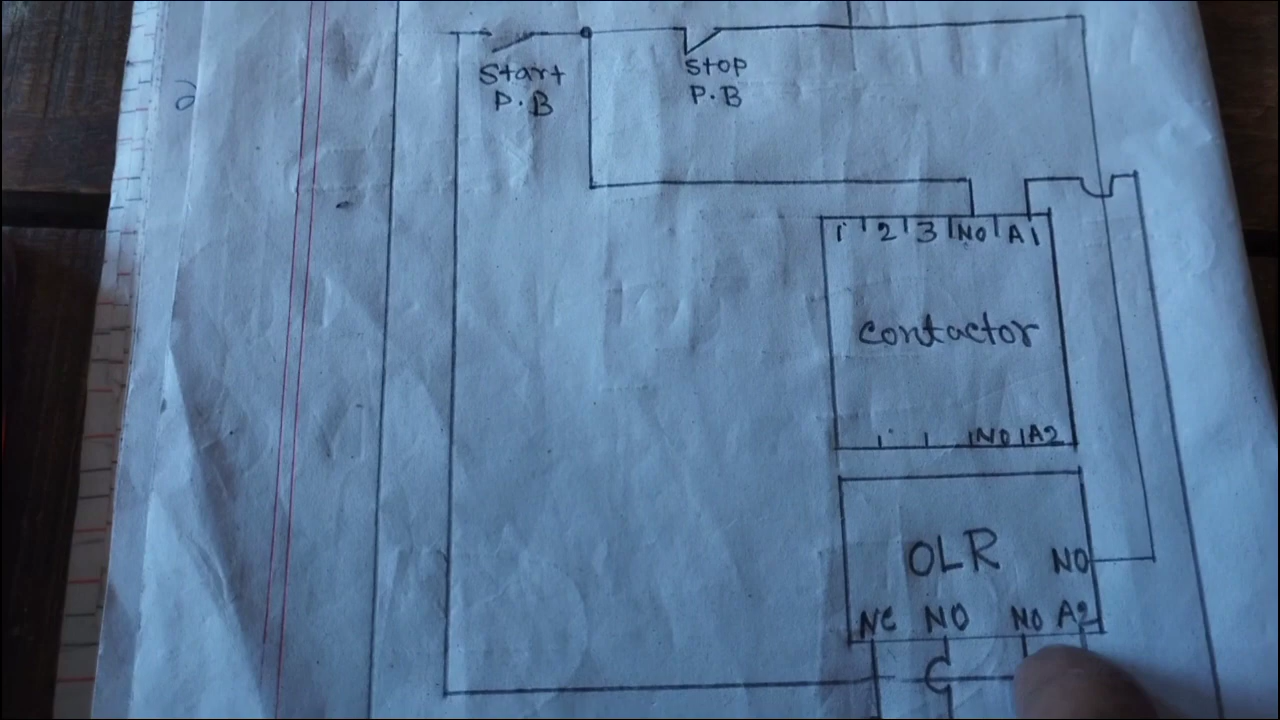 Start
P.B
Stop
P.B
1 2 3 NO A1
contactor
NO A2
OLR
NO
NC NO NO A2